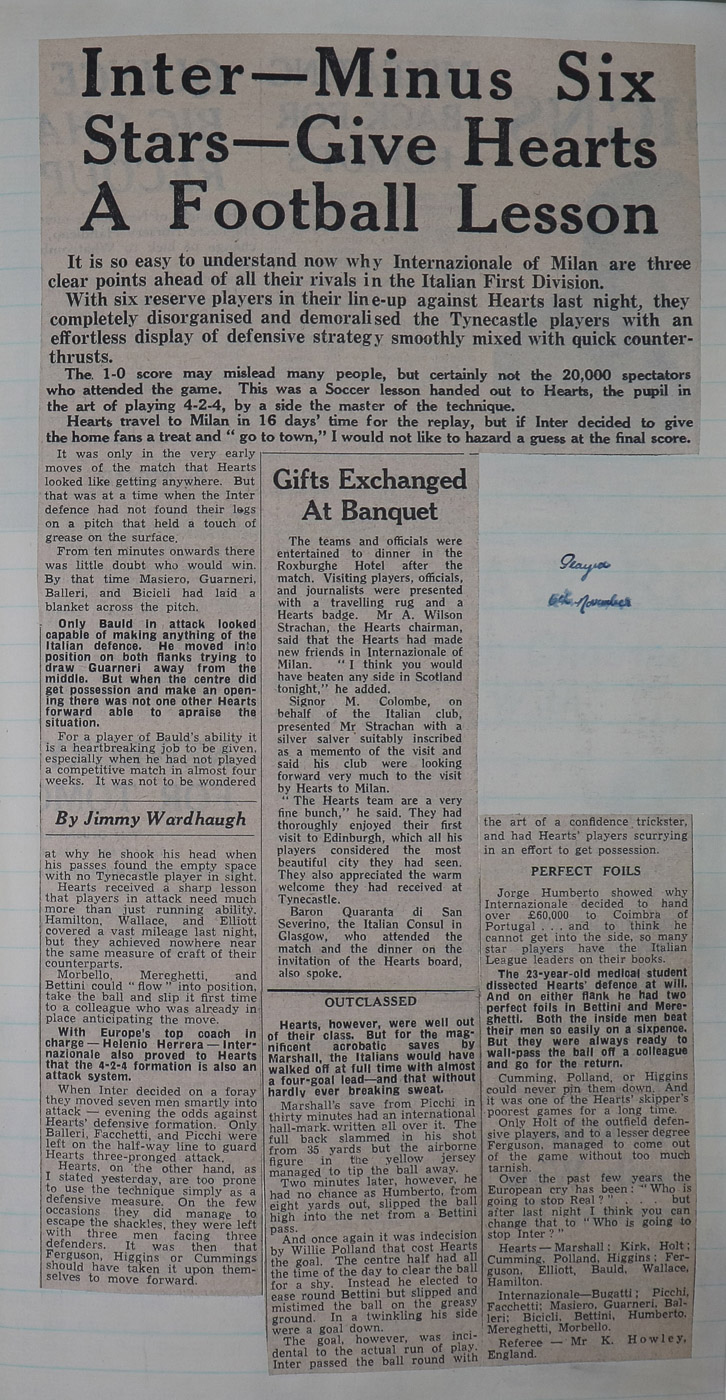 Inter—Minus Six
Stars—Give Hearts
A Football Lesson
It is so easy to understand now why Internazionale of Milan are three
clear points ahead of all their rivals in the Italian First Division.
With six reserve players in their line-up against Hearts last night, they
completely disorganised and demoralised the Tynecastle players with an
effortless display of defensive strategy smoothly mixed with quick counter-
thrusts.
The 1-0 score may mislead many people, but certainly not the 20,000 spectators
who attended the game. This was a Soccer lesson handed out to Hearts, the pupil in
the art of playing 4-2-4, by a side the master of the technique.
Hearts travel to Milan in 16 days' time for the replay, but if Inter decided to give
the home fans a treat and " go to town," I would not like to hazard a guess at the final score.
It was only in the very early
moves of the match that Hearts
looked like getting anywhere. But
that was at a time when the Inter
defence had not found their legs
on a pitch that held a touch of
grease on the surface.
From ten minutes onwards there
was little doubt who would win.
By that time Masiero, Guarneri,
Balleri, and Bicicli had laid a
blanket across the pitch.
Only Bauld in attack looked
capable of making anything of the
Italian defence. He moved into
position on both flanks trying to
draw Guarneri away from the
middle. But when the centre did
get possession and make an open-
ing there was not one other Hearts
forward able to apraise the
situation.
For a player of Bauld's ability it
is a heartbreaking job to be given,
especially when he had not played
a competitive match in almost four
weeks. It was not to be wondered
By Jimmy Wardhaugh
at why he shook his head when
his passes found the empty space
with no Tynecastle player in sight.
Hearts received a sharp lesson
that players in attack need much
more than just running ability.
Hamilton, Wallace, and Elliott
covered a vast mileage last night,
but they achieved nowhere near
the same measure of craft of their
counterparts.
Morbello, Mereghetti, and
Bettini could " flow " into position,
take the ball and slip it first time
to a colleague who was already in
place anticipating the move.
With Europe's top coach in
charge—Helenio Herrera—Inter-
nazionale also proved to Hearts
that the 4-2-4 formation is also an
attack system.
When Inter decided on a foray
they moved seven men smartly into
attack — evening the odds against
Hearts' defensive formation. Only
Balleri, Facchetti, and Picchi were
left on the half-way line to guard
Hearts three-pronged attack.
Hearts, on the other hand, as
I stated yesterday, are too prone
to use the technique simply as a
defensive measure. On the few
occasions they did manage to
escape the shackles, they were left
with three men facing three
defenders. It was then that
Ferguson, Higgins or Cummings
should have taken it upon them-
selves to move forward.
Gifts Exchanged
At Banquet
The teams and officials were
entertained to dinner in the
Roxburghe Hotel after the
match. Visiting players, officials,
and journalists were presented
with a travelling rug and a
Hearts badge. Mr A. Wilson
Strachan, the Hearts chairman,
said that the Hearts had made
new friends in Internazionale of
Milan. " I think you would
have beaten any side in Scotland
tonight," he added.
Signor M. Colombe, on
behalf of the Italian club,
presented Mr Strachan with a
silver salver suitably inscribed
as a memento of the visit and
said his club were looking
forward very much to the visit
by Hearts to Milan.
" The Hearts team are a very
fine bunch," he said. They had
thoroughly enjoyed their first
visit to Edinburgh, which all his
players considered the most
beautiful city they had seen.
They also appreciated the warm
welcome they had received at
Tynecastle.
Baron Quaranta di San
Severino, the Italian Consul in
Glasgow, who attended the
match and the dinner on the
invitation of the Hearts board,
also spoke.
OUTCLASSED
Hearts, however, were well out
of their class. But for the mag-
nificent acrobatic saves by
Marshall, the Italians would have
walked off at full time with almost
a four-goal lead—and that without
hardly ever breaking sweat.
Marshall's save from Picchi in
thirty minutes had an international
hall-mark written all over it. The
full back slammed in his shot
from 35 yards but the airborne
figure in the yellow jersey
managed to tip the ball away.
Two minutes later, however, he
had no chance as Humberto, from
eight yards out, slipped the ball
high into the net from a Bettini
pass.
And once again it was indecision
by Willie Polland that cost Hearts
the goal. The centre half had all
the time of the day to clear the ball
for a shy. Instead he elected to
ease round Bettini but slipped and
mistimed the ball on the greasy
ground. In a twinkling his side
were a goal down.
The goal, however, was inci-
dental to the actual run of play.
Inter passed the ball round with
November
the art of a confidence trickster,
and had Hearts' players scurrying
in an effort to get possession.
PERFECT FOILS
Jorge Humberto showed why
Internazionale decided to hand
over £60,000 to Coimbra of
Portugal . . . and to think he
cannot get into the side, so many
star players have the Italian
League leaders on their books.
The 23-year-old medical student
dissected Hearts' defence at will.
And on either flank he had two
perfect foils in Bettini and Mere-
ghetti. Both the inside men beat
their men so easily on a sixpence.
But they were always ready to
wall-pass the ball off a colleague
and go for the return.
Cumming, Polland, or Higgins
could never pin them down. And
it was one of the Hearts' skipper's
poorest games for a long time.
Only Holt of the outfield defen-
sive players, and to a lesser degree
Ferguson, managed to come out
of the game without too much
tarnish.
Over the past few years the
European cry has been: " Who is
going to stop Real ? " . . . but
after last night I think you can
change that to " Who is going to
stop Inter ? "
Hearts—Marshall; Kirk, Holt;
Cumming, Polland, Higgins; Fer-
guson, Elliott, Bauld, Wallace,
Hamilton.
Internazionale—Bugatti; Picchi,
Facchetti; Masiero, Guarneri, Bal-
leri; Bicicli, Bettini, Humberto,
Mereghetti, Morbello.
Referee — Mr K. Howley,
England.